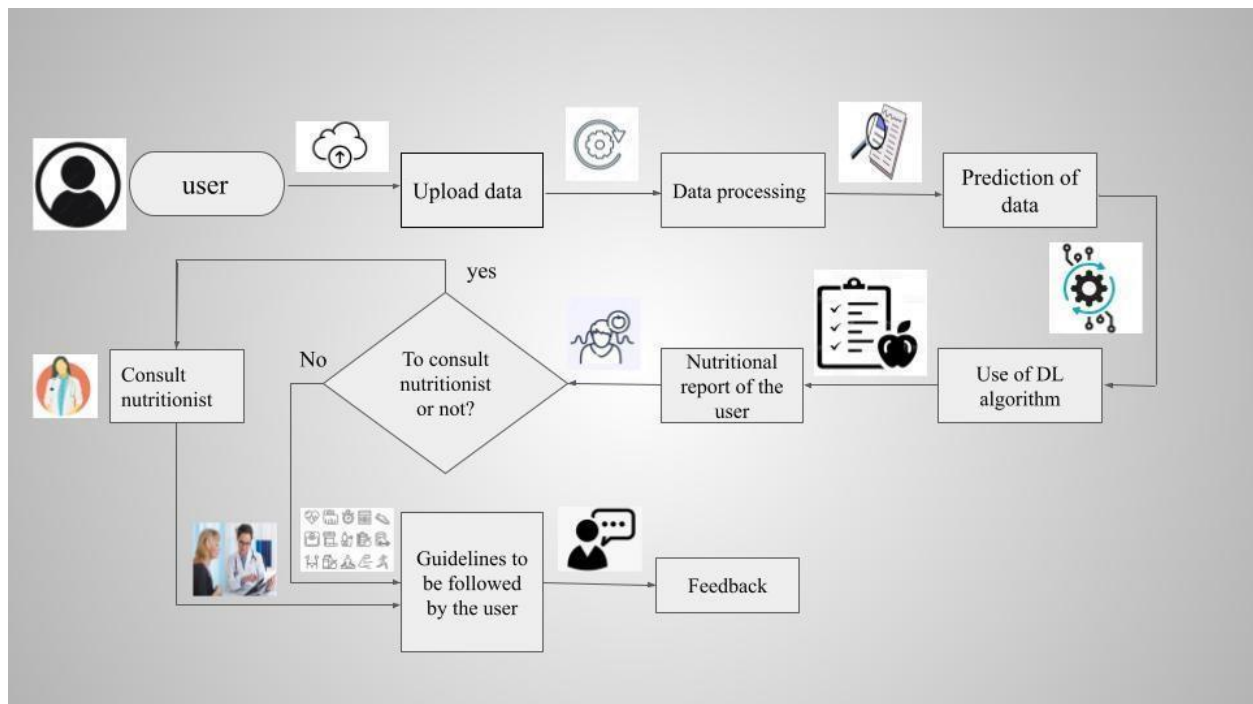 user
Upload data
Data processing
Prediction of
data
yes
No
Consult
nutritionist
To consult
nutritionist
or not?
Nutritional
report of the
user
Use of DL
algorithm
Guidelines to
be followed
by the user
Feedback